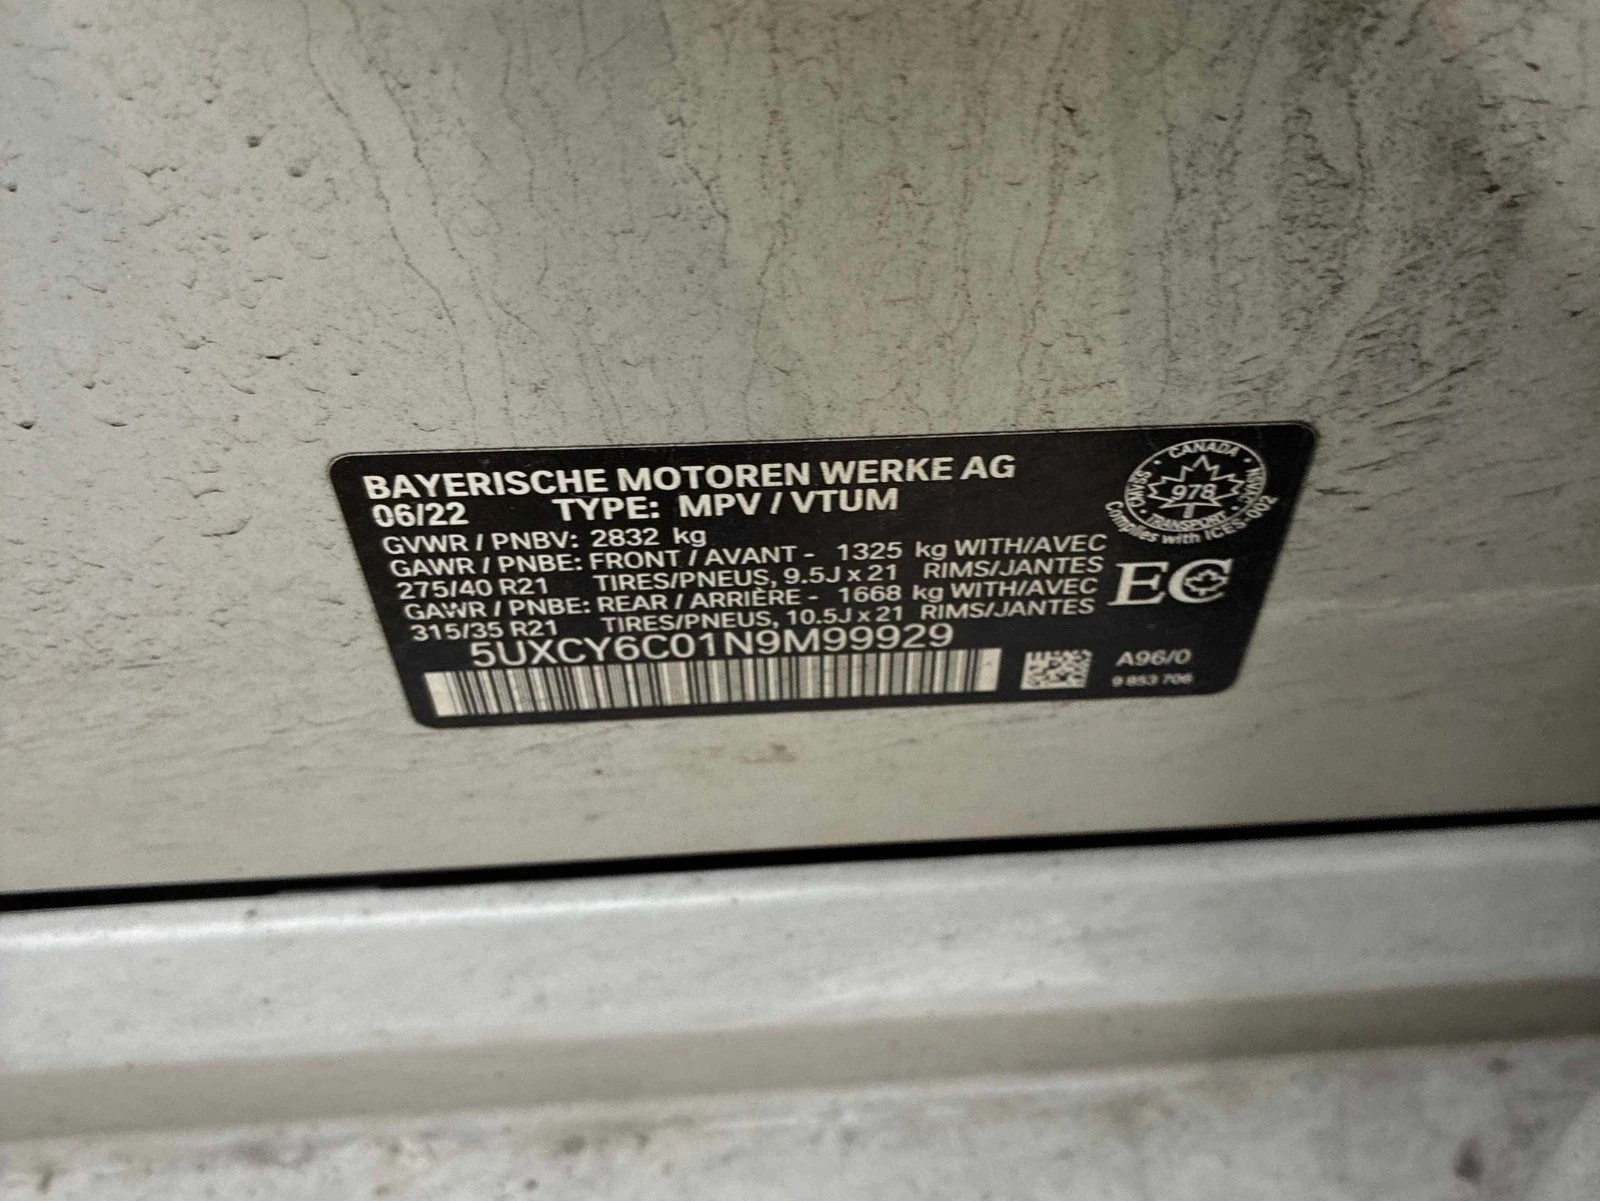 BAYERISCHE MOTOREN WERKE AG
06/22 TYPE: MPV / VTUM
GVWR / PNBV: 2832 kg
GAWR / PNBE: FRONT / AVANT - 1325 kg WITH/AVEC
275/40 R21 TIRES/PNEUS, 9.5J x 21 RIMS/JANTES
GAWR / PNBE: REAR / ARRIÈRE - 1668 kg WITH/AVEC
315/35 R21 TIRES/PNEUS, 10.5J x 21 RIMS/JANTES
5UXCY6C01N9M99929
CANADA
978
TRANSPORT
Complies with ICES-002
EC
A96/0
9 853 706